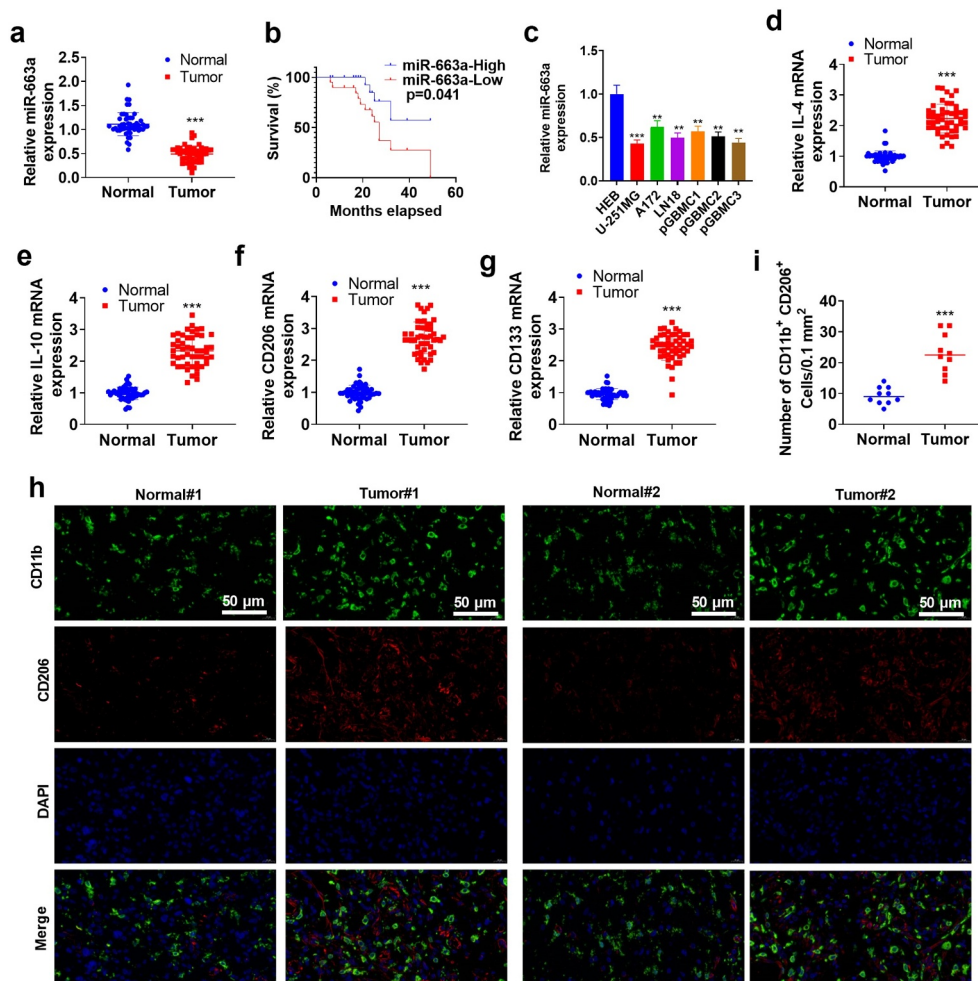 a
Relative miR-663a
expression
2.5
2.0
1.5
1.0
0.5
0.0
Normal
Tumor
***
Normal
Tumor
b
Survival (%)
100
50
0
miR-663a-High
miR-663a-Low
p=0.041
0
20
40
60
Months elapsed
c
Relative miR-663a
expression
1.5
1.0
0.5
0.0
***
**
**
**
**
**
HEB
U-251MG
A172
LN18
pGBMC1
pGBMC2
pGBMC3
d
Relative IL-4 mRNA
expression
4
3
2
1
0
Normal
Tumor
***
Normal
Tumor
e
Relative IL-10 mRNA
expression
4
3
2
1
0
Normal
Tumor
***
Normal
Tumor
f
Relative CD206 mRNA
expression
4
3
2
1
0
Normal
Tumor
***
Normal
Tumor
g
Relative CD133 mRNA
expression
4
3
2
1
0
Normal
Tumor
***
Normal
Tumor
i
Number of CD11b+ CD206+
Cells/0.1 mm2
40
30
20
10
0
***
Normal
Tumor
h
Normal#1
Tumor#1
Normal#2
Tumor#2
CD11b
50 µm
50 µm
50 µm
50 µm
CD206
DAPI
Merge